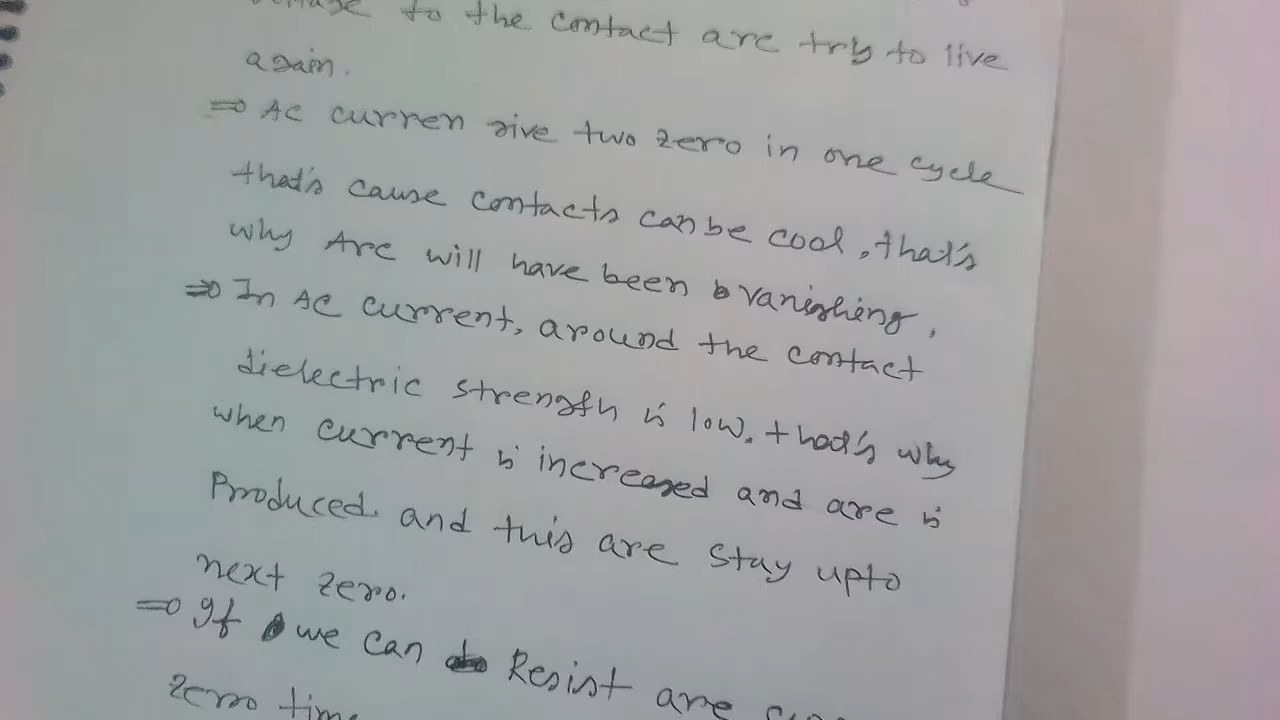 to the contact are try to live
again.
⇒ AC curren give two zero in one cycle
that's cause contacts can be cool, that's
why Arc will have been vanishing.
⇒ In AC current, around the contact
dielectric strength is low. that's why
when current is increased and arc is
Produced. and this arc stay upto
next zero.
⇒ If we can Resist arc
zero time